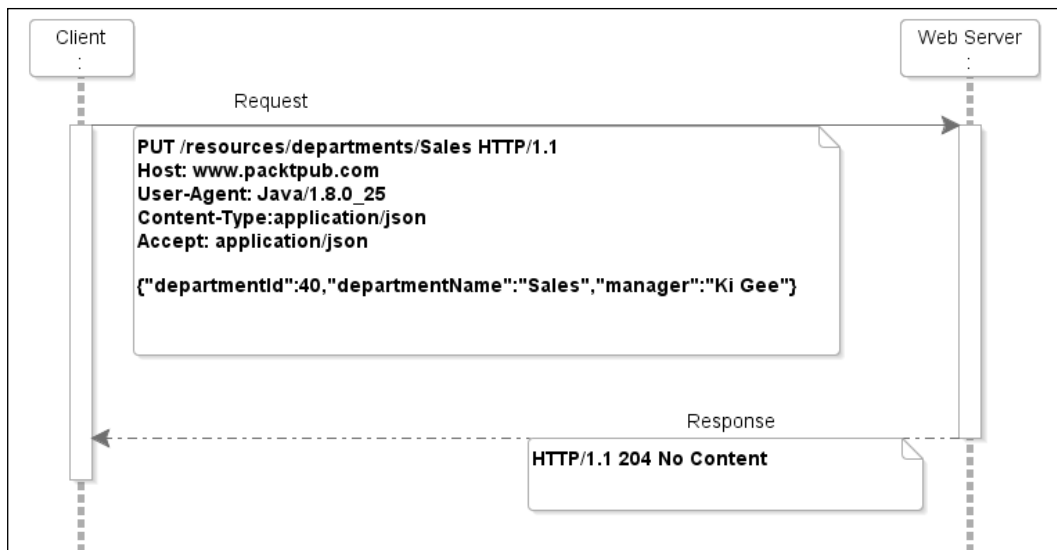 Client
:
Web Server
:
Request
PUT /resources/departments/Sales HTTP/1.1
Host: www.packtpub.com
User-Agent: Java/1.8.0_25
Content-Type:application/json
Accept: application/json
{"departmentId":40,"departmentName":"Sales","manager":"Ki Gee"}
Response
HTTP/1.1 204 No Content